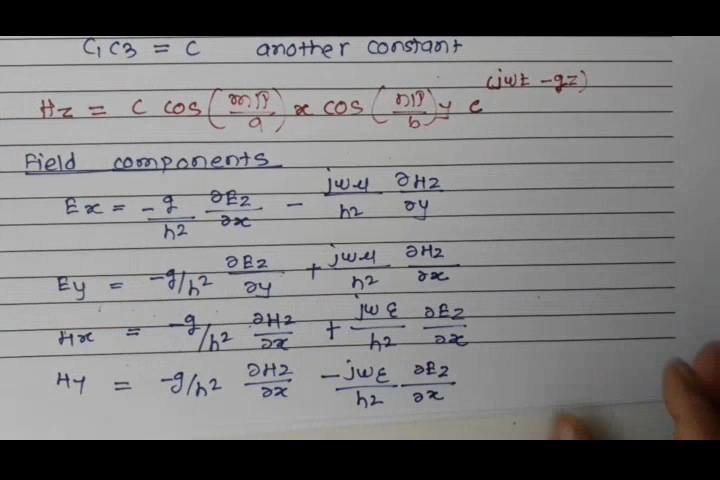 C1C3 = C another constant
Hz = C cos(mπ/a) x cos(nπ/b) y e^(jωt - gz)
Field components
Ex = -g/h2 ∂Ez/∂x - jωμ/h2 ∂Hz/∂y
Ey = -g/h2 ∂Ez/∂y + jωμ/h2 ∂Hz/∂x
Hx = -g/h2 ∂Hz/∂x + jωε/h2 ∂Ez/∂x
Hy = -g/h2 ∂Hz/∂x - jωε/h2 ∂Ez/∂x